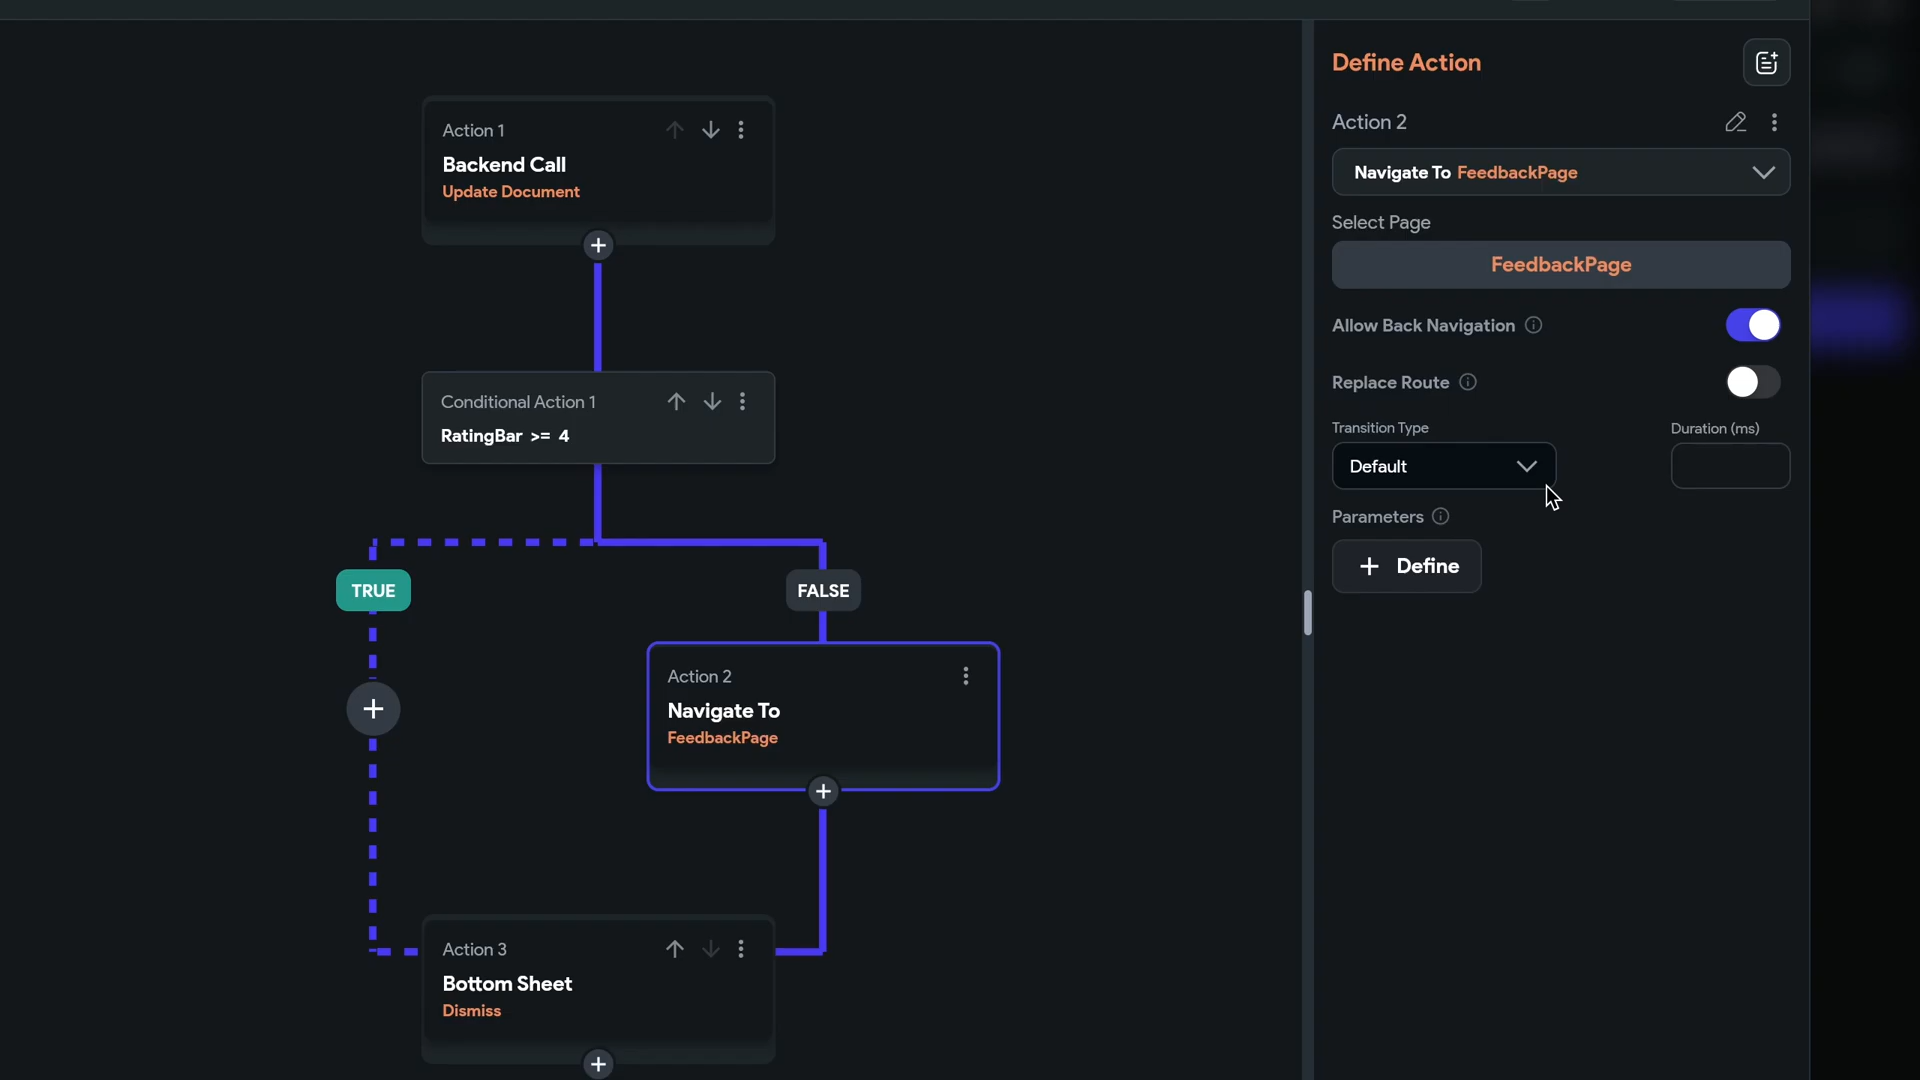 Action 1
Backend Call
Update Document
Conditional Action 1
RatingBar >= 4
TRUE
FALSE
Action 2
Navigate To
FeedbackPage
Action 3
Bottom Sheet
Dismiss
Define Action
Action 2
Navigate To FeedbackPage
Select Page
FeedbackPage
Allow Back Navigation
Replace Route
Transition Type
Duration (ms)
Default
Parameters
+ Define